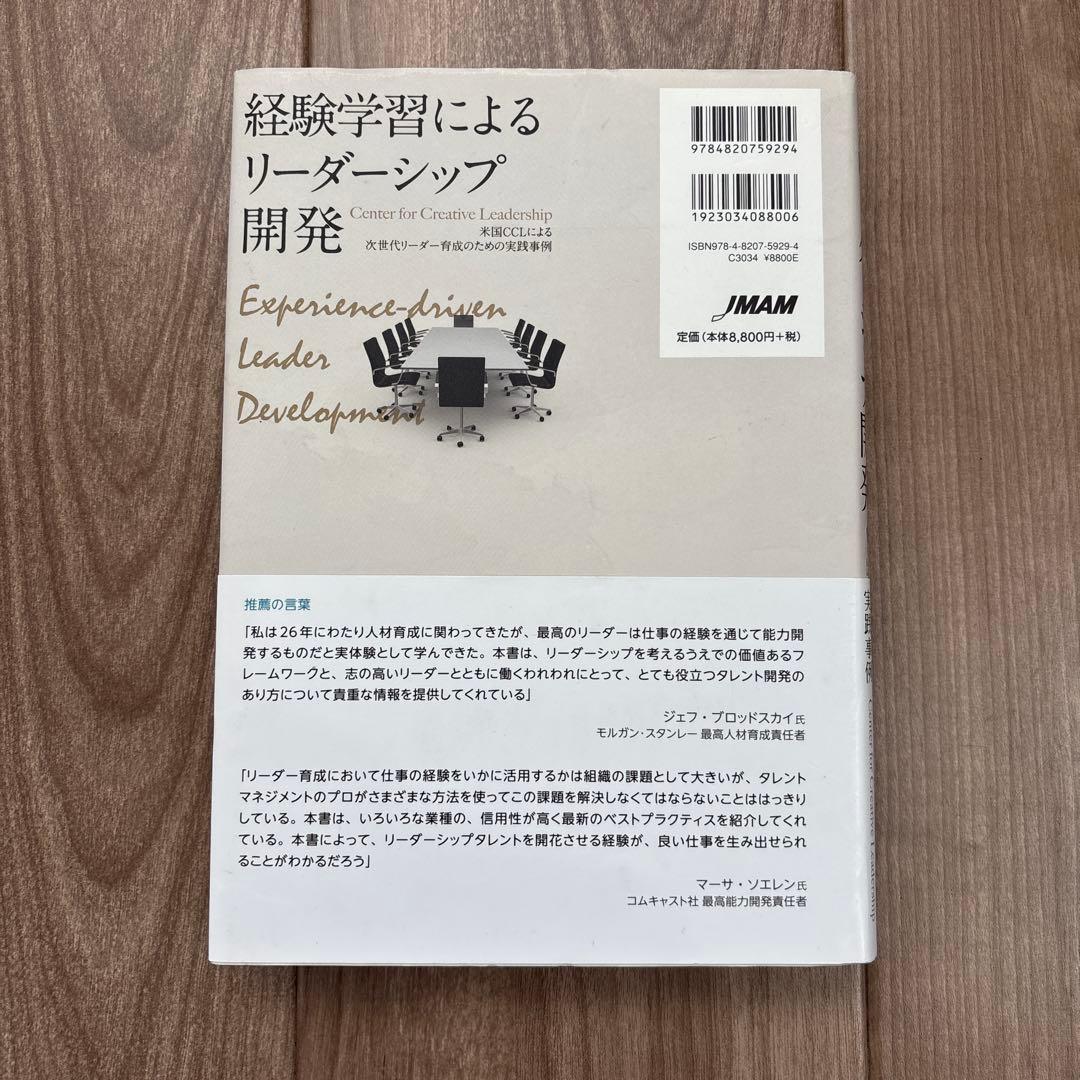 経験学習による
リーダーシップ
開発
Center for Creative Leadership
米国CCLによる
次世代リーダー育成のための実践事例
Experience-driven
Leader
Development
9784820759294
1923034088006
ISBN978-4-8207-5929-4
C3034 ¥8800E
JMAM
定価(本体8,800円+税)
推薦の言葉
「私は26年にわたり人材育成に関わってきたが、最高のリーダーは仕事の経験を通じて能力開
発するものだと実体験として学んできた。本書は、リーダーシップを考えるうえでの価値あるフ
レームワークと、志の高いリーダーとともに働くわれわれにとって、とても役立つタレント開発の
あり方について貴重な情報を提供してくれている」
ジェフ・ブロッドスカイ氏
モルガン・スタンレー 最高人材育成責任者
「リーダー育成において仕事の経験をいかに活用するかは組織の課題として大きいが、タレント
マネジメントのプロがさまざまな方法を使ってこの課題を解決しなくてはならないことははっきり
している。本書は、いろいろな業種の、信用性が高く最新のベストプラクティスを紹介してくれ
ている。本書によって、リーダーシップタレントを開花させる経験が、良い仕事を生み出せられ
ることがわかるだろう」
マーサ・ソエレン氏
コムキャスト社 最高能力開発責任者
開発
実践事例
Center for Creative Leadership